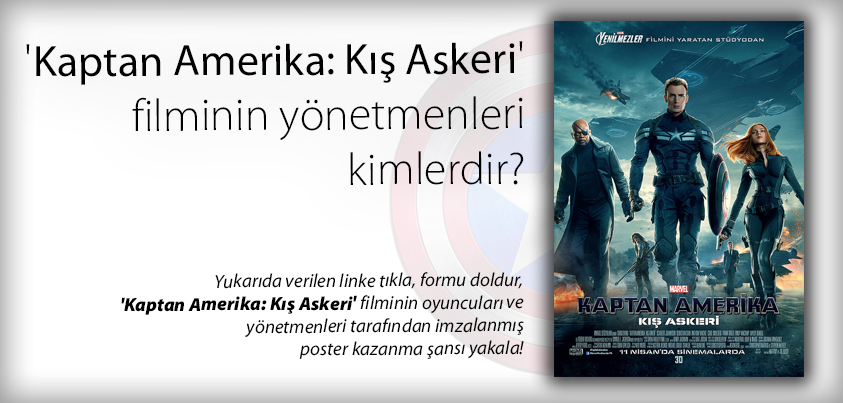 'Kaptan Amerika: Kış Askeri'
filminin yönetmenleri
kimlerdir?
Yukarıda verilen linke tıkla, formu doldur,
'Kaptan Amerika: Kış Askeri' filminin oyuncuları ve
yönetmenleri tarafından imzalanmış
poster kazanma şansı yakala!
MARVEL
YENİLMEZLER FİLMİNİ YARATAN STÜDYODAN
MARVEL
KAPTAN AMERİKA
KIŞ ASKERİ
11 NİSAN'DA SİNEMALARDA
3D